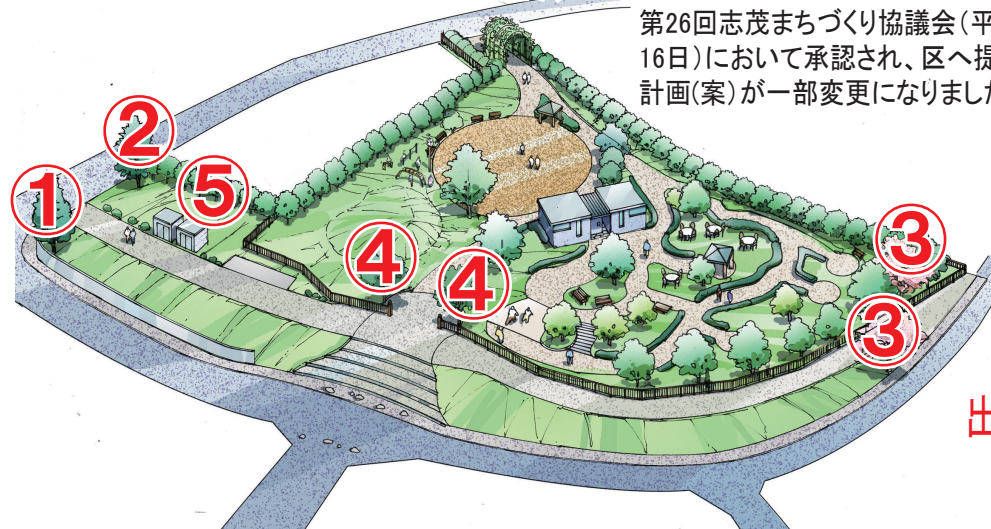 第26回志茂まちづくり協議会(平
16日)において承認され、区へ提
計画(案)が一部変更になりまし
②
①
⑤
④
④
③
③
出